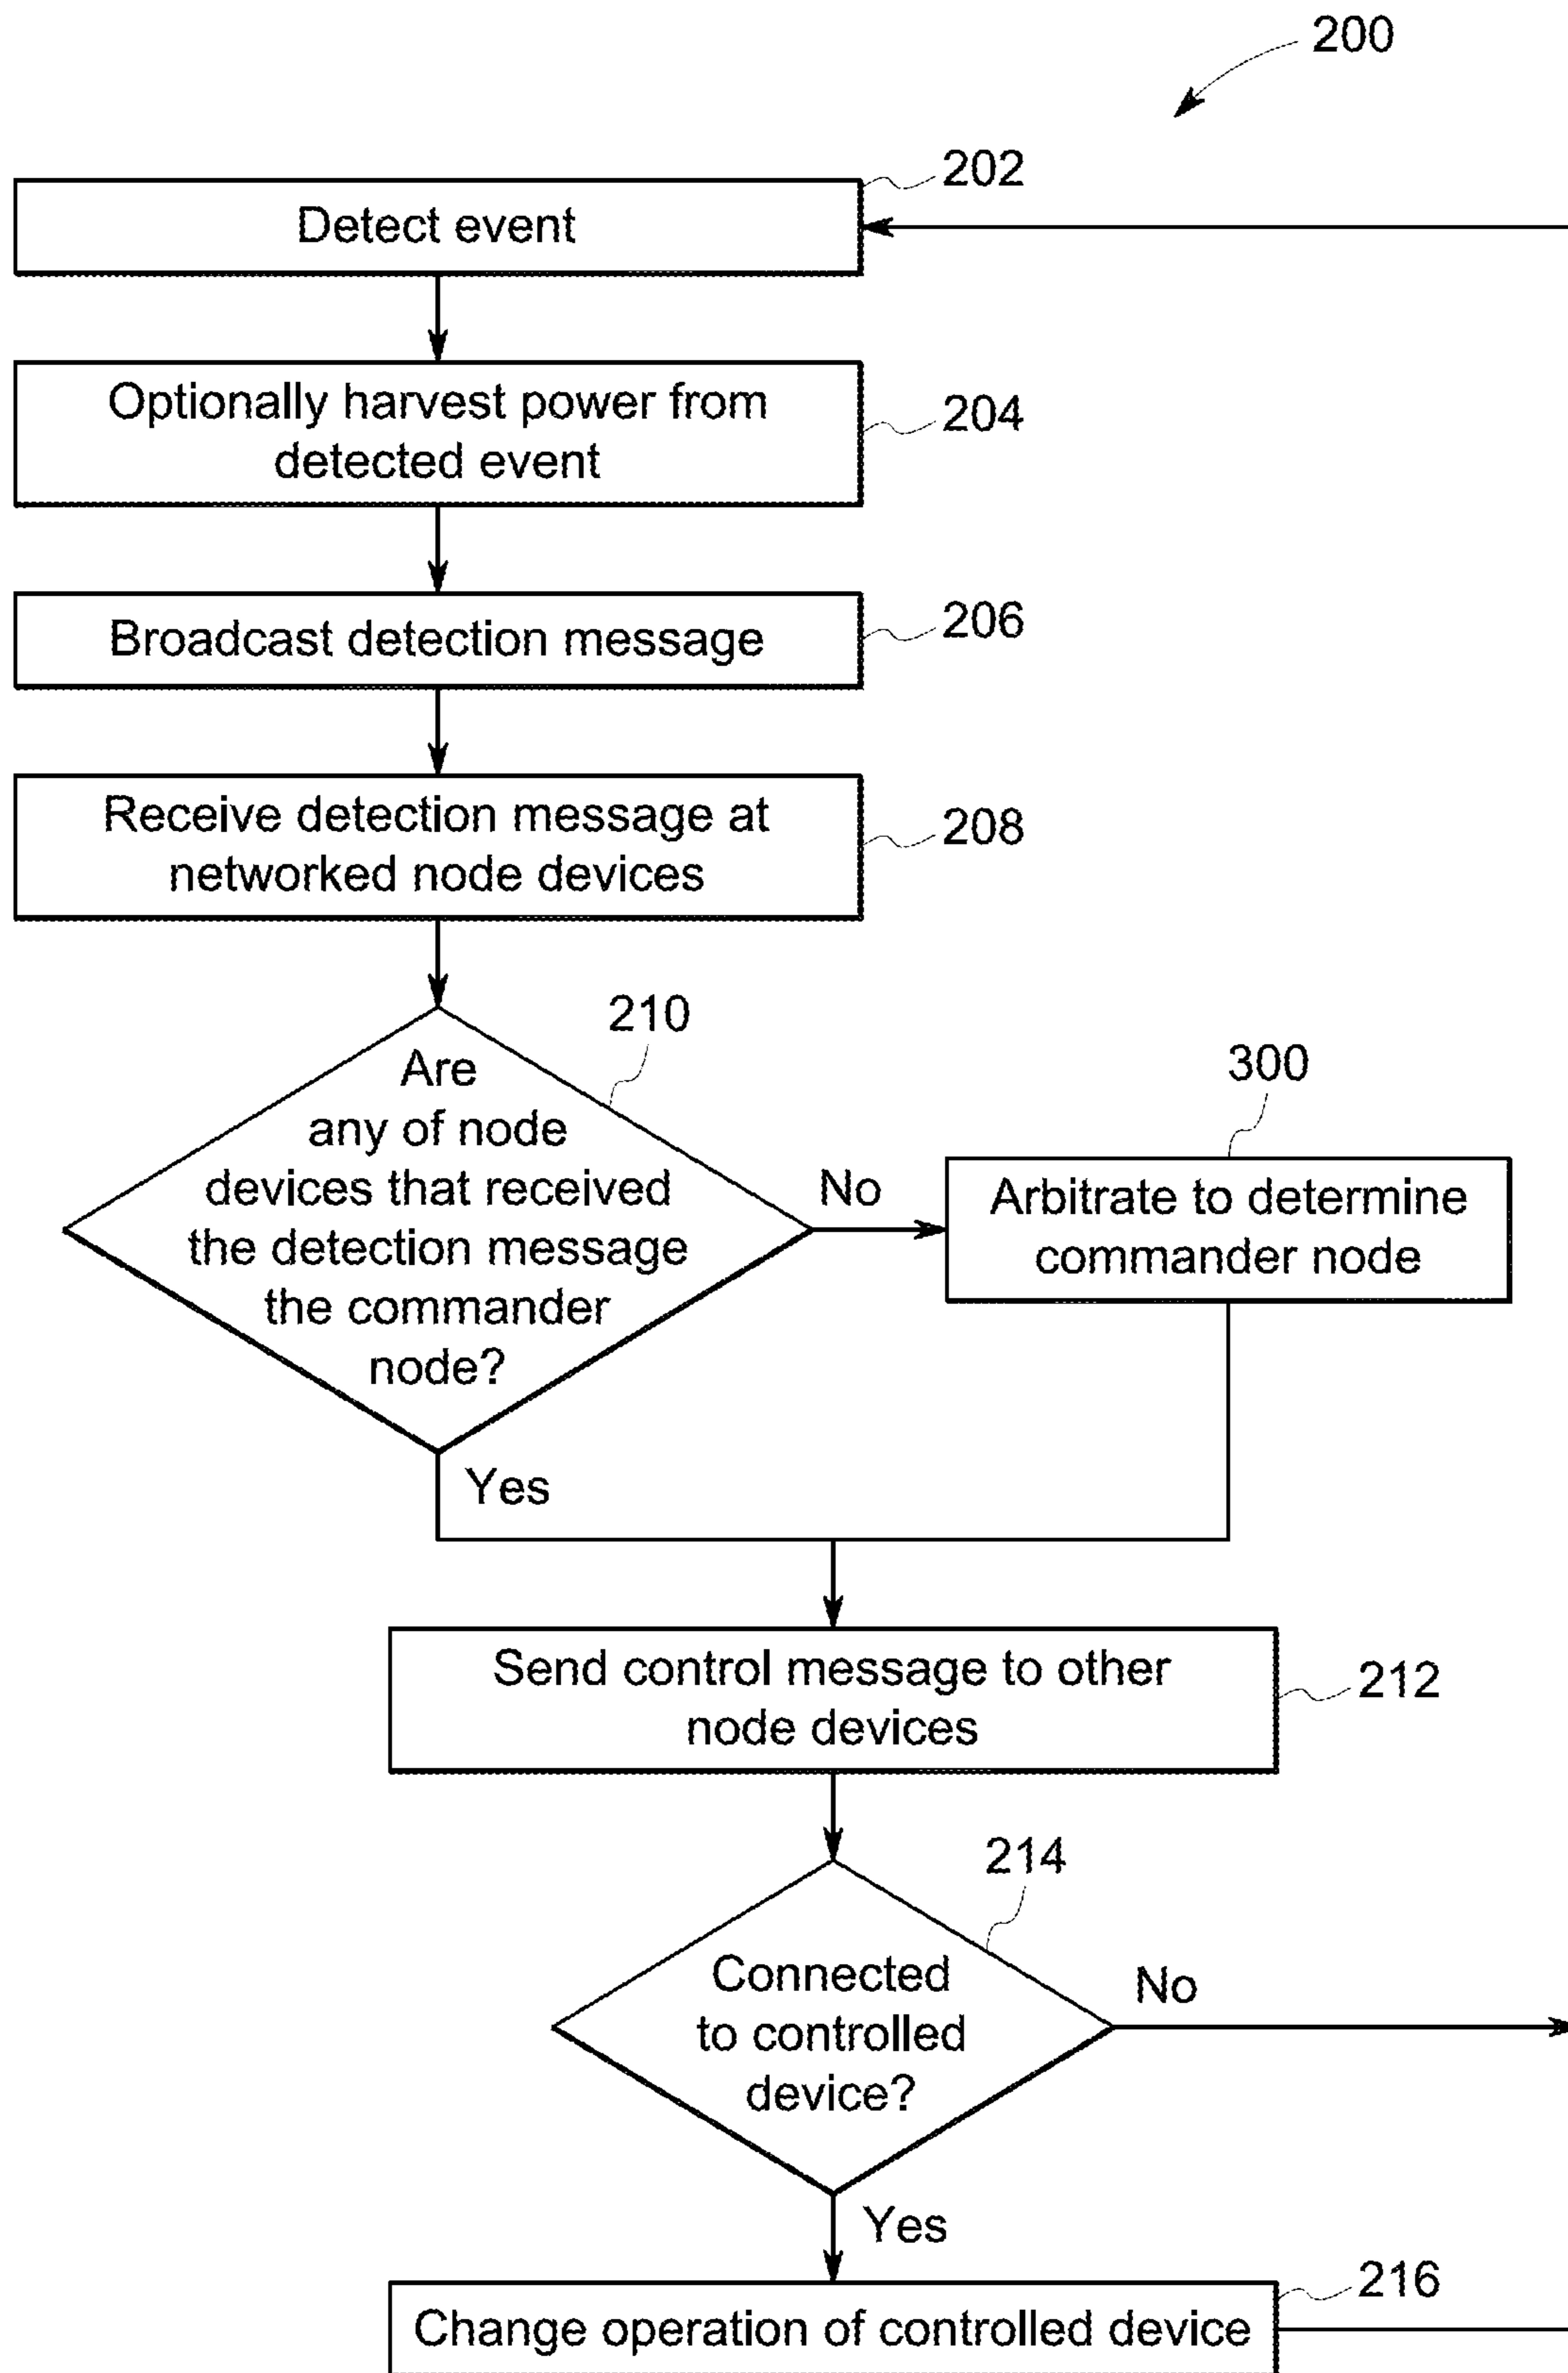 200
202
Detect event
Optionally harvest power from
detected event
204
Broadcast detection message
206
Receive detection message at
networked node devices
208
210
Are
any of node
devices that received
the detection message
the commander
node?
No
300
Arbitrate to determine
commander node
Yes
Send control message to other
node devices
212
214
Connected
to controlled
device?
No
Yes
216
Change operation of controlled device